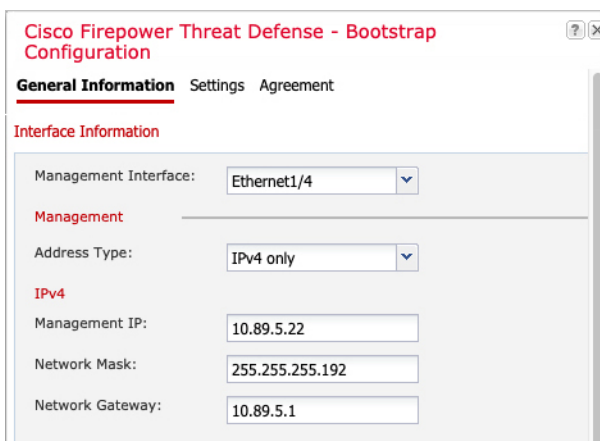 Cisco Firepower Threat Defense - Bootstrap
Configuration
General Information Settings Agreement
Interface Information
Management Interface: Ethernet1/4
Management
Address Type: IPv4 only
IPv4
Management IP: 10.89.5.22
Network Mask: 255.255.255.192
Network Gateway: 10.89.5.1